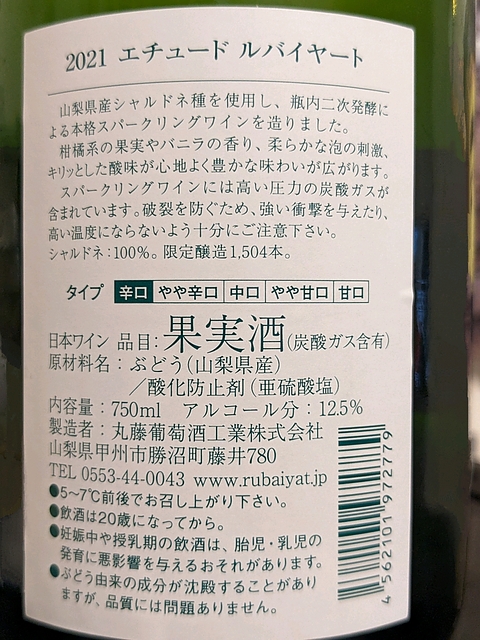 2021 エチュード ルバイヤート
山梨県産シャルドネ種を使用し、瓶内二次発酵に
よる本格スパークリングワインを造りました。
柑橘系の果実やバニラの香り、柔らかな泡の刺激、
キリッとした酸味が心地よく豊かな味わいが広がります。
スパークリングワインには高い圧力の炭酸ガスが
含まれています。破裂を防ぐため、強い衝撃を与えたり、
高い温度にならないよう十分にご注意下さい。
シャルドネ:100%。限定醸造1,504本。
タイプ 辛口 やや辛口 中口 やや甘口 甘口
日本ワイン 品目:果実酒(炭酸ガス含有)
原材料名:ぶどう(山梨県産)
/酸化防止剤(亜硫酸塩)
内容量:750ml アルコール分:12.5%
製造者:丸藤葡萄酒工業株式会社
山梨県甲州市勝沼町藤井780
TEL 0553-44-0043 www.rubaiyat.jp
●5~7℃前後でお召し上がり下さい。
●飲酒は20歳になってから。
●妊娠中や授乳期の飲酒は、胎児・乳児の
発育に悪影響を与えるおそれがあります。
●ぶどう由来の成分が沈殿することがあり
ますが、品質には問題ありません。
4 562101 972779